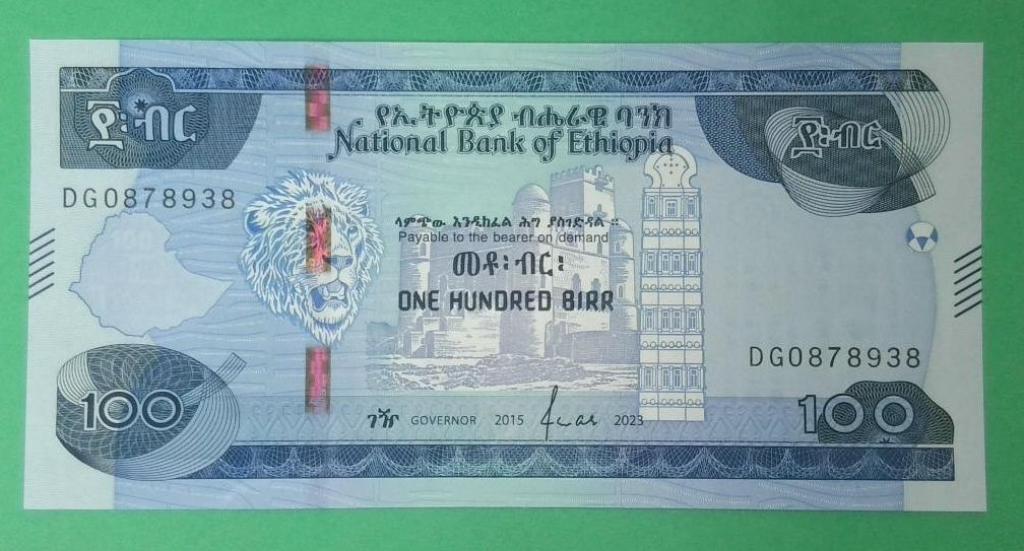 ፻፡ብር
፻፡ብር
የኢትዮጵያ ብሔራዊ ባንክ
National Bank of Ethiopia
DG0878938
ላምጭው እንዲከፈል ሕግ ያስገድዳል ።
Payable to the bearer on demand
መቶ፡ብር፡
ONE HUNDRED BIRR
DG0878938
100
100
ገዥ GOVERNOR 2015 2023